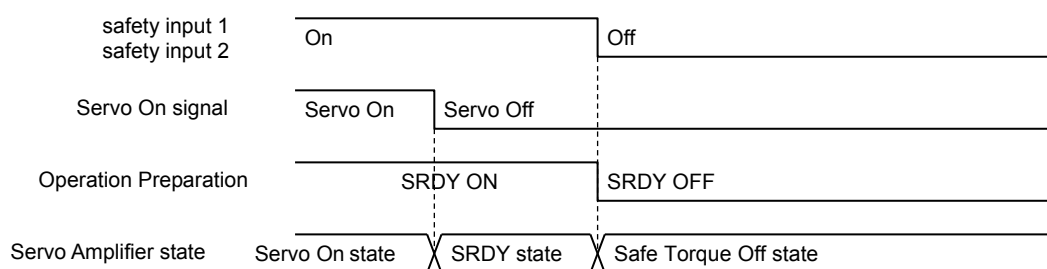 safety input 1
safety input 2
On
Off
Servo On signal
Servo On
Servo Off
Operation Preparation
SRDY ON
SRDY OFF
Servo Amplifier state
Servo On state
SRDY state
Safe Torque Off state